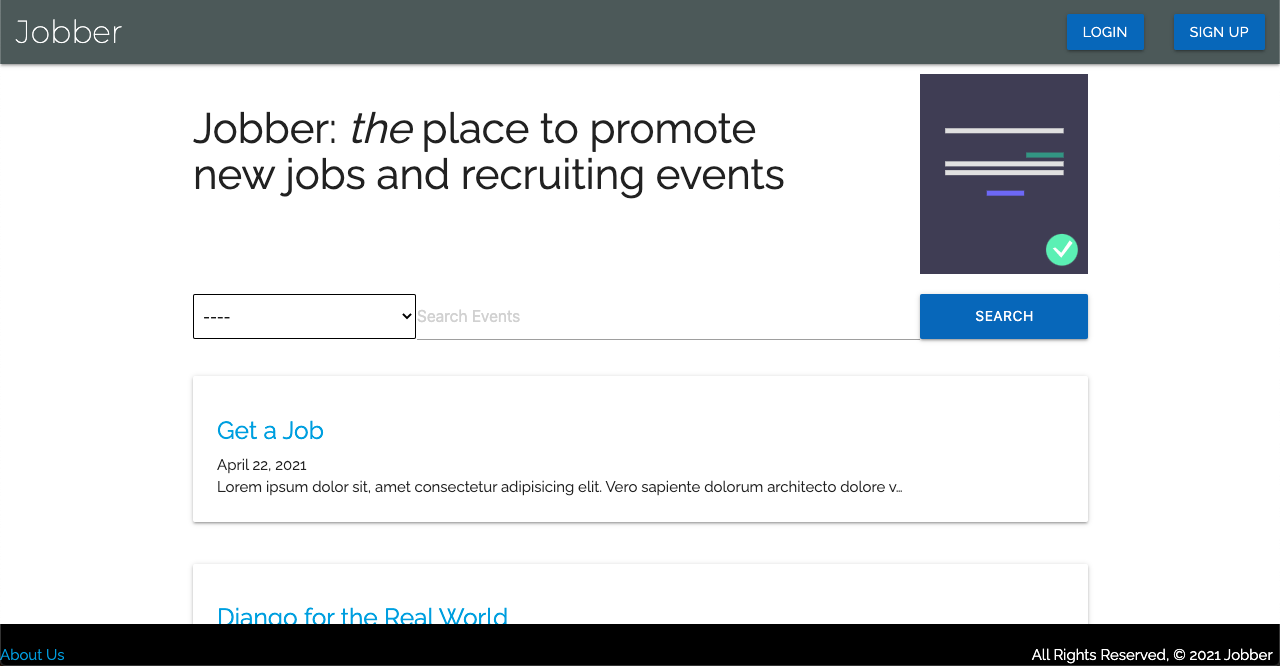 Jobber
LOGIN
SIGN UP
Jobber: the place to promote
new jobs and recruiting events
----
Search Events
SEARCH
Get a Job
April 22, 2021
Lorem ipsum dolor sit, amet consectetur adipisicing elit. Vero sapiente dolorum architecto dolore v…
Django for the Real World
About Us
All Rights Reserved, © 2021 Jobber